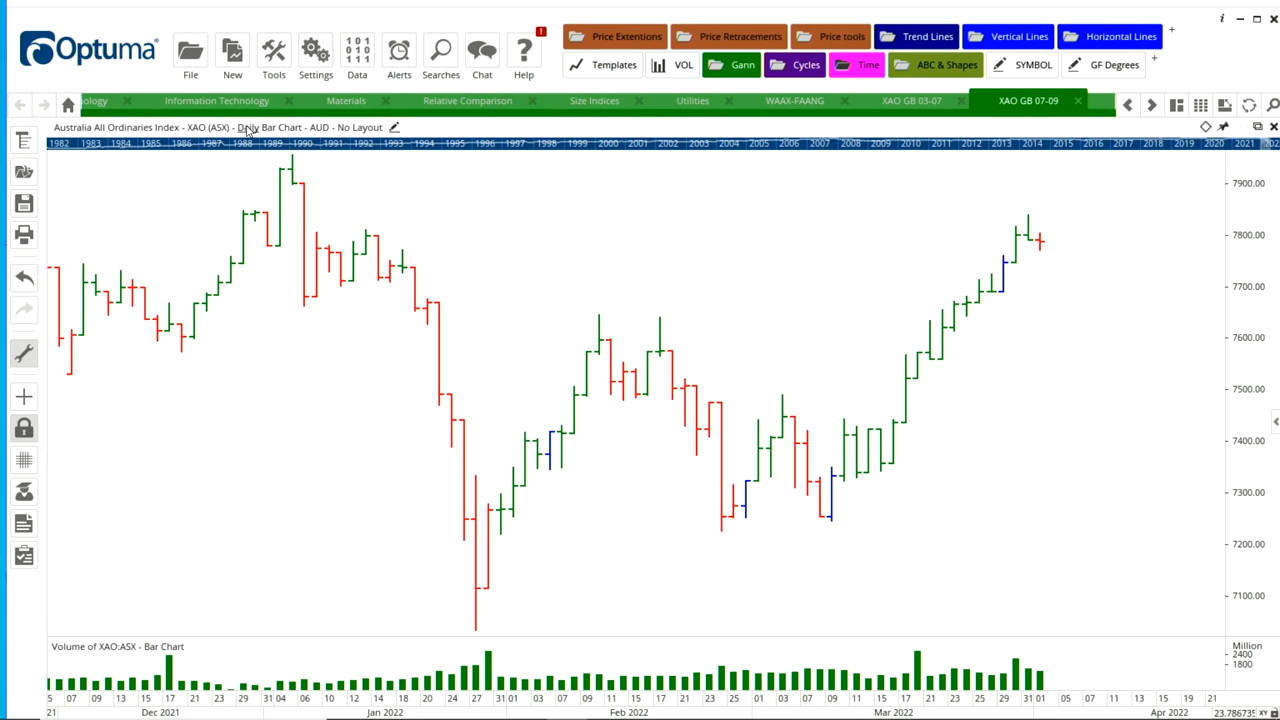 Optuma
File New Tools Settings Data Alerts Searches Chat Help
Price Extentions Price Retracements Price tools Trend Lines Vertical Lines Horizontal Lines +
Templates VOL Gann Cycles Time ABC & Shapes SYMBOL GF Degrees +
ology Information Technology Materials Relative Comparison Size Indices Utilities WAAX-FAANG XAO GB 03-07 XAO GB 07-09
Australia All Ordinaries Index - XAO (ASX) - Daily Bar Chart - AUD - No Layout
1982 1983 1984 1985 1986 1987 1988 1989 1990 1991 1992 1993 1994 1995 1996 1997 1998 1999 2000 2001 2002 2003 2004 2005 2006 2007 2008 2009 2010 2011 2012 2013 2014 2015 2016 2017 2018 2019 2020 2021 202
7900.00
7800.00
7700.00
7600.00
7500.00
7400.00
7300.00
7200.00
7100.00
Volume of XAO:ASX - Bar Chart
Million
2400
1800
5 07 09 13 15 17 21 23 29 31 04 06 10 12 14 18 20 24 27 31 01 03 07 09 11 15 17 21 23 25 01 03 07 09 11 15 17 21 23 25 29 31 01 05 07 11 13 15 19 21
21 Dec 2021 Jan 2022 Feb 2022 Mar 2022 Apr 2022 XY